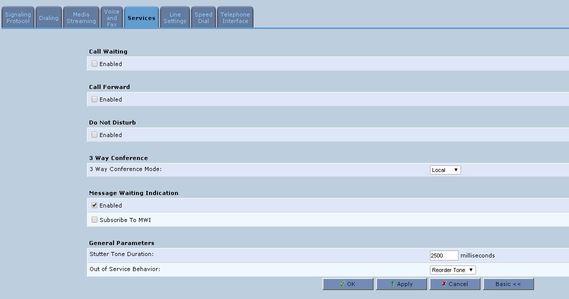 Signaling Protocol
Dialing
Media Streaming
Voice and Fax
Services
Line Settings
Speed Dial
Telephone Interface
Call Waiting
Enabled
Call Forward
Enabled
Do Not Disturb
Enabled
3 Way Conference
3 Way Conference Mode: Local
Message Waiting Indication
Enabled
Subscribe To MWI
General Parameters
Stutter Tone Duration: 2500 milliseconds
Out of Service Behavior: Reorder Tone
OK Apply Cancel Basic <<